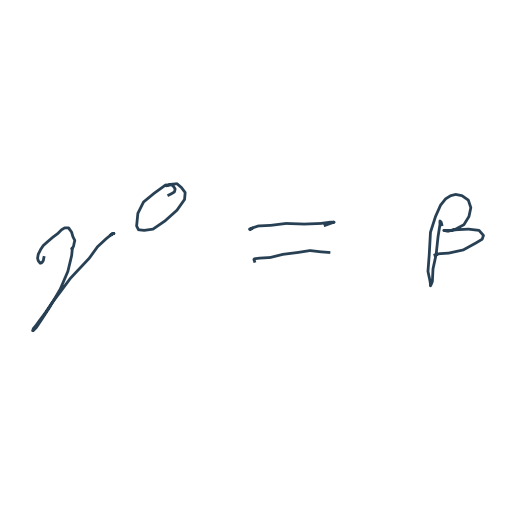 γ⁰ = β